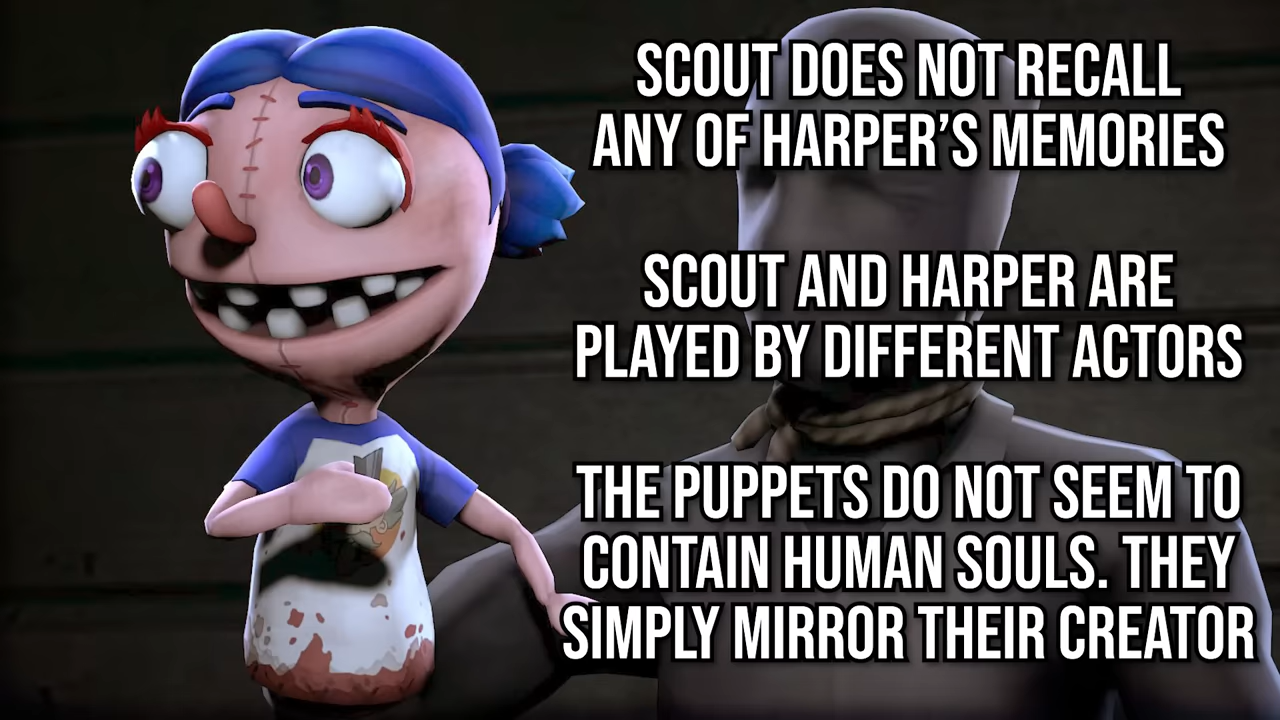 SCOUT DOES NOT RECALL
ANY OF HARPER’S MEMORIES
SCOUT AND HARPER ARE
PLAYED BY DIFFERENT ACTORS
THE PUPPETS DO NOT SEEM TO
CONTAIN HUMAN SOULS. THEY
SIMPLY MIRROR THEIR CREATOR